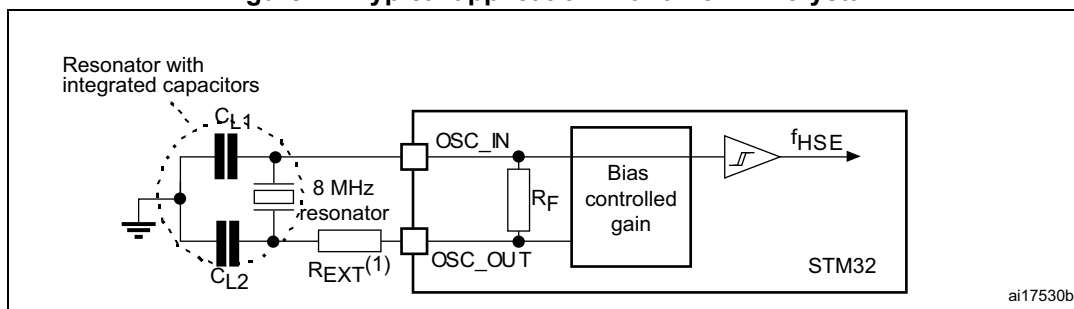 Resonator with
integrated capacitors
CL1
OSC_IN
fHSE
8 MHz
resonator
RF
Bias
controlled
gain
CL2
REXT(1)
OSC_OUT
STM32
ai17530b